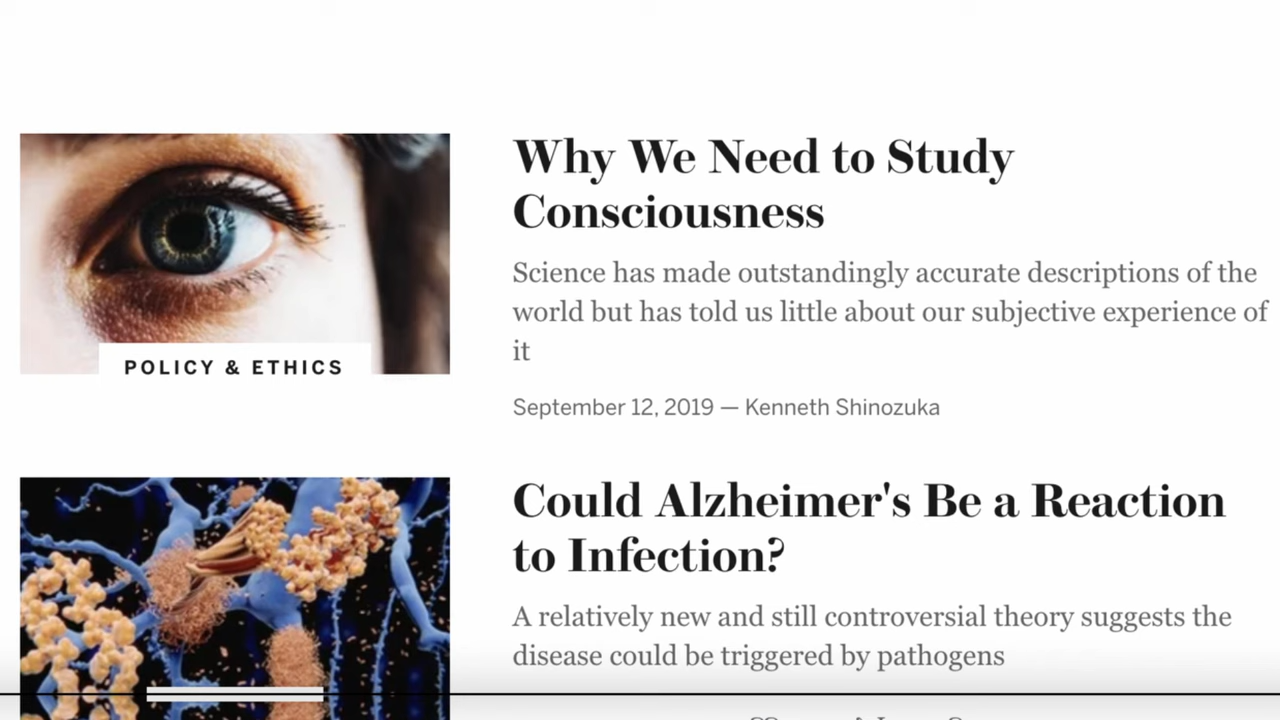 Why We Need to Study
Consciousness
Science has made outstandingly accurate descriptions of the
world but has told us little about our subjective experience of
it
POLICY & ETHICS
September 12, 2019 — Kenneth Shinozuka
Could Alzheimer's Be a Reaction
to Infection?
A relatively new and still controversial theory suggests the
disease could be triggered by pathogens